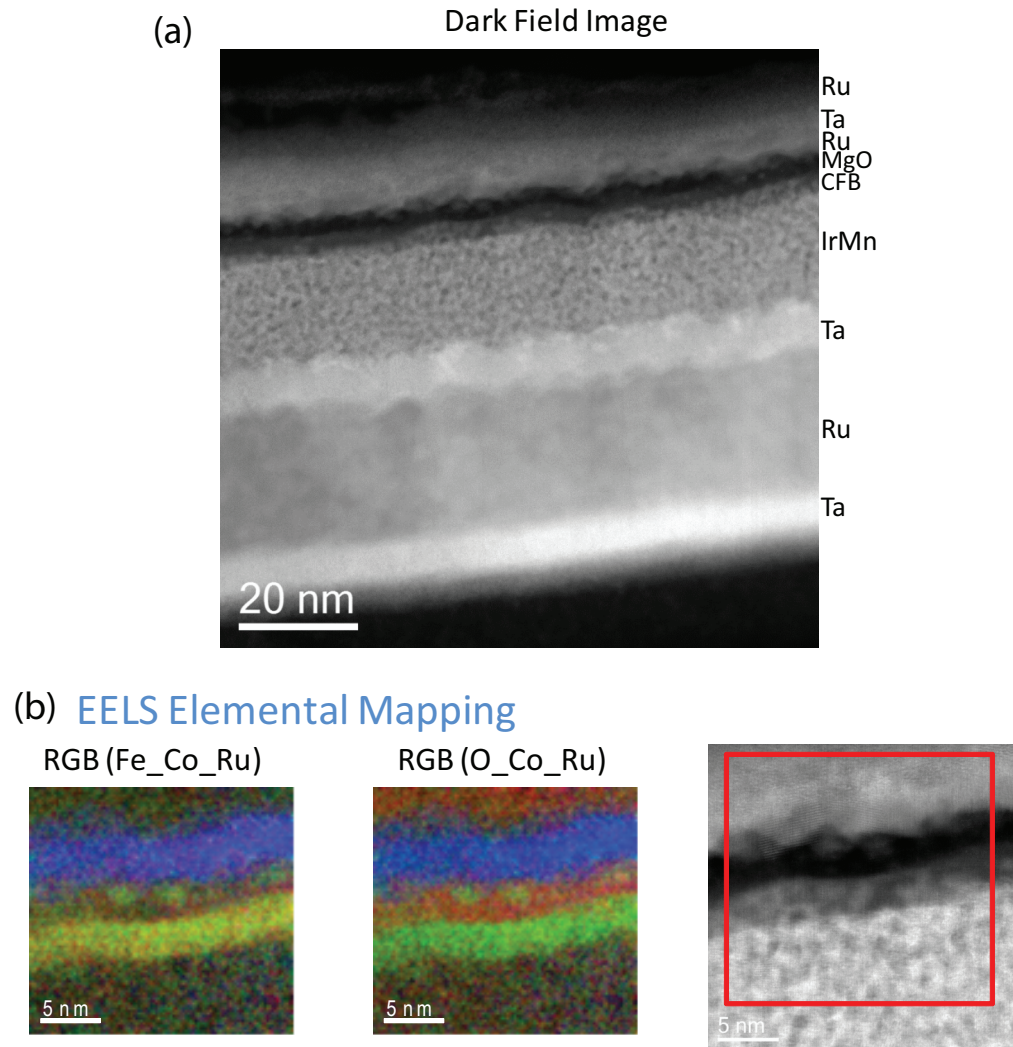 (a)
Dark Field Image
Ru
Ta
Ru
MgO
CFB
IrMn
Ta
Ru
Ta
20 nm
(b) EELS Elemental Mapping
RGB (Fe_Co_Ru)
RGB (O_Co_Ru)
5 nm
5 nm
5 nm